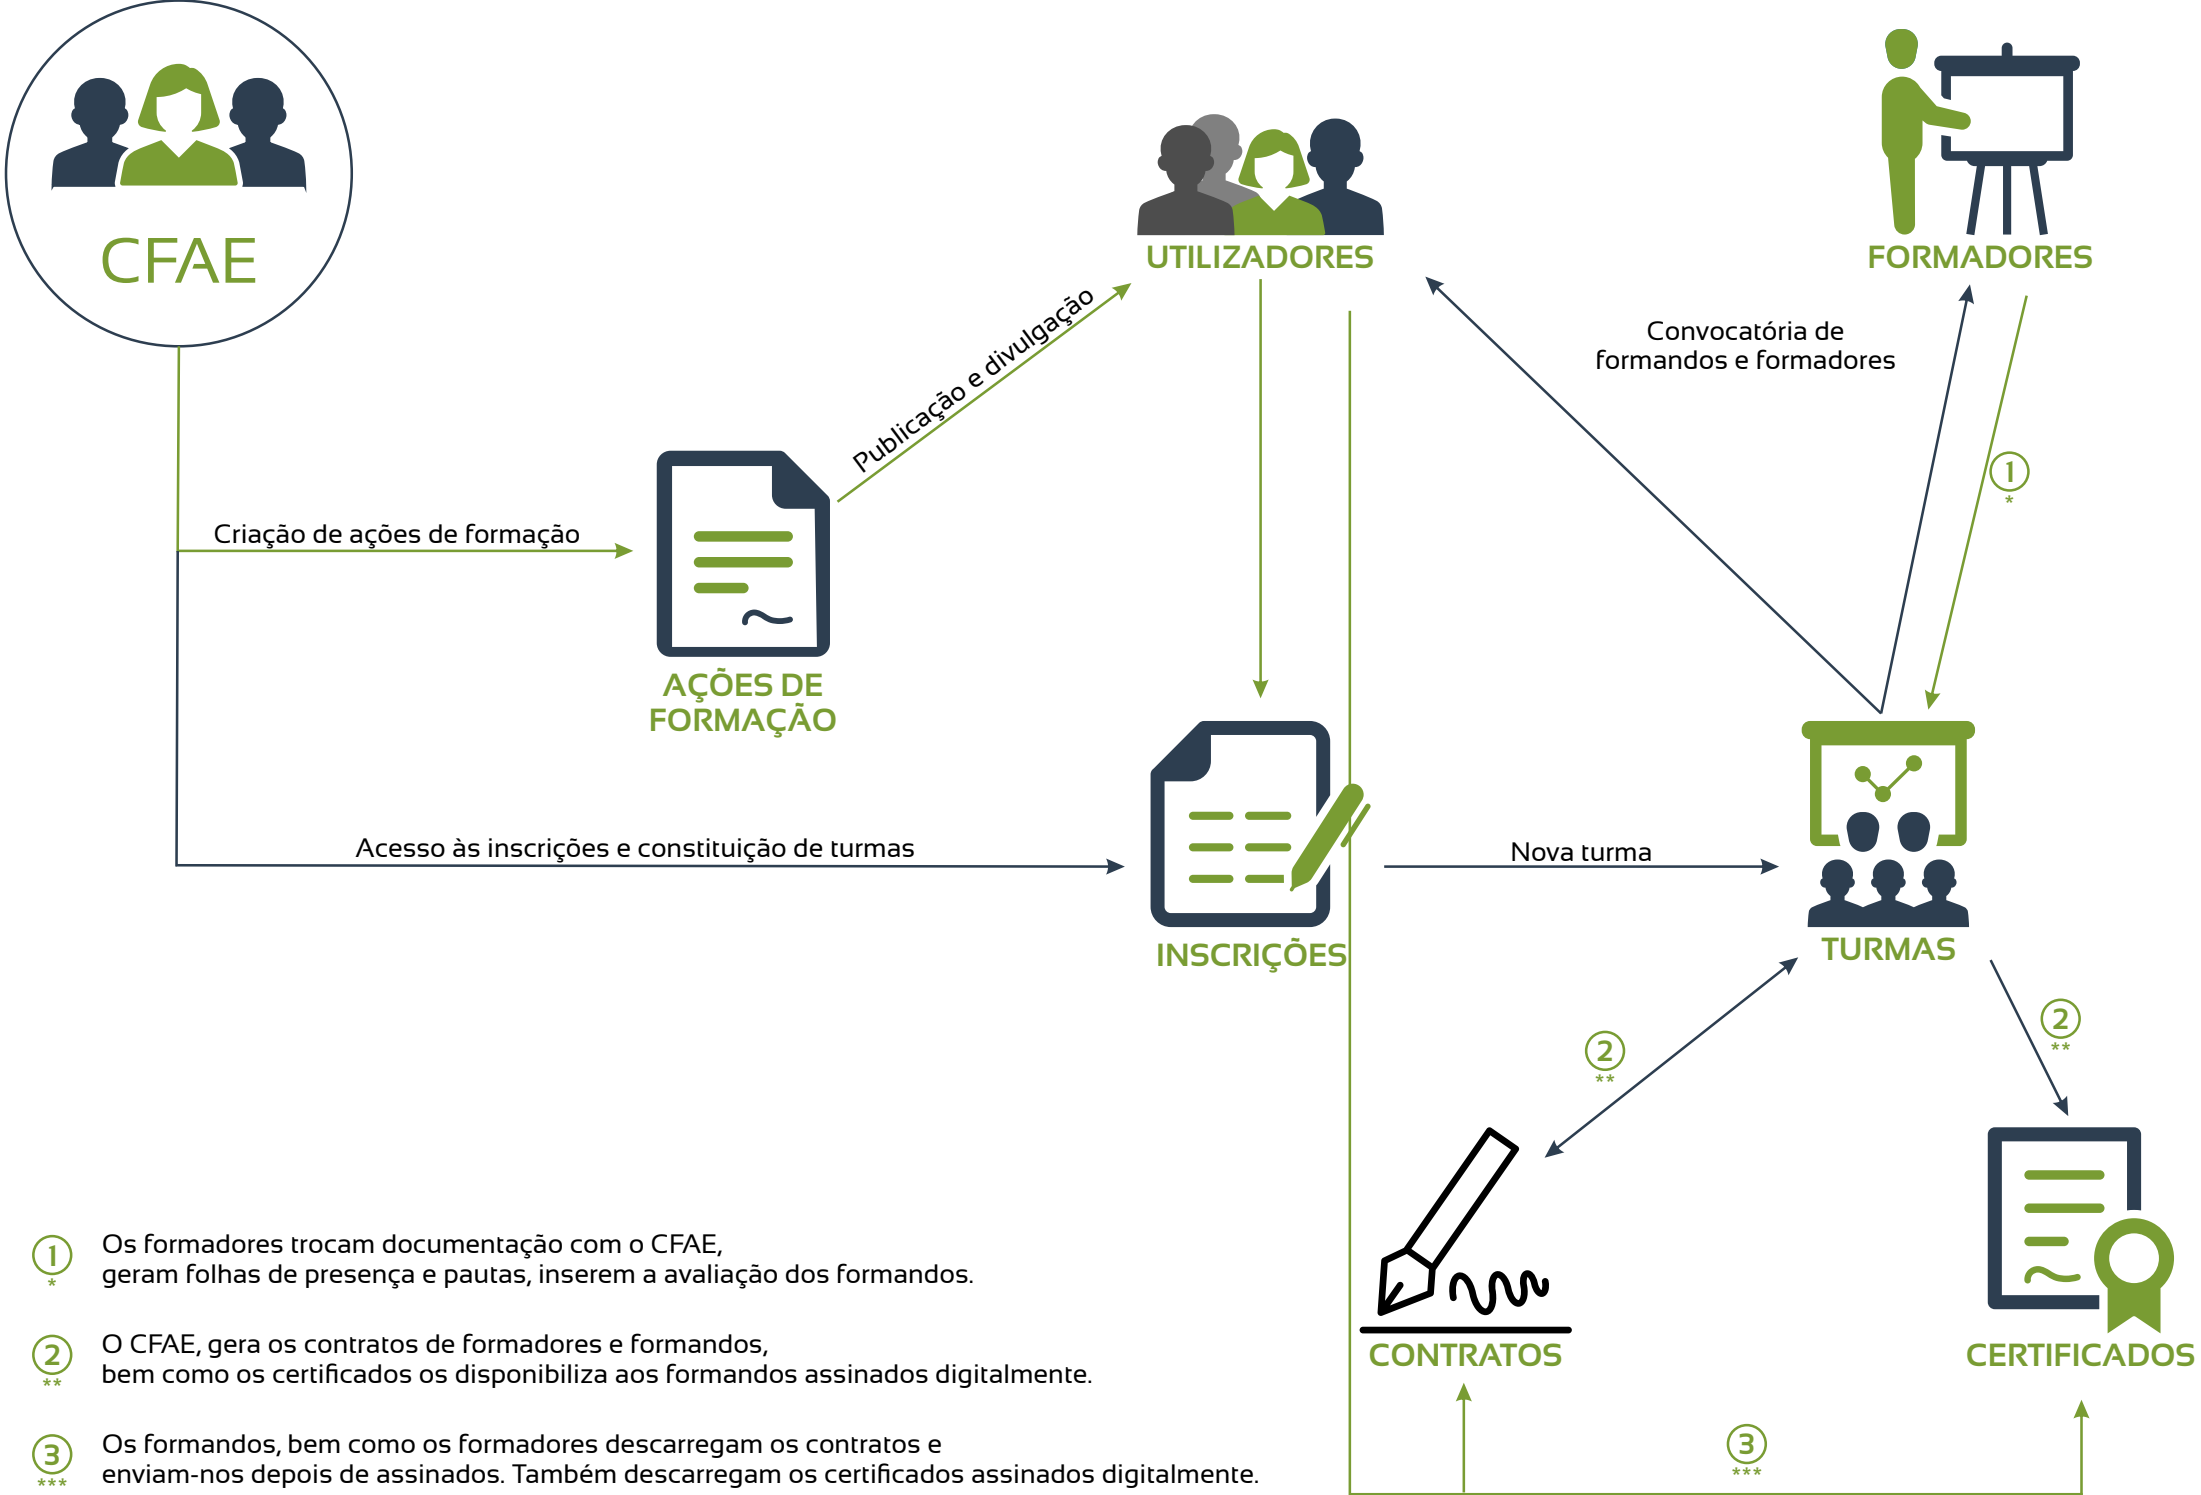 CFAE
UTILIZADORES
FORMADORES
Publicação e divulgação
Convocatória de
formandos e formadores
1
*
Criação de ações de formação
AÇÕES DE
FORMAÇÃO
Acesso às inscrições e constituição de turmas
Nova turma
INSCRIÇÕES
TURMAS
2
**
2
**
CONTRATOS
CERTIFICADOS
1
*
Os formadores trocam documentação com o CFAE,
geram folhas de presença e pautas, inserem a avaliação dos formandos.
2
**
O CFAE, gera os contratos de formadores e formandos,
bem como os certificados os disponibiliza aos formandos assinados digitalmente.
3
***
Os formandos, bem como os formadores descarregam os contratos e
enviam-nos depois de assinados. Também descarregam os certificados assinados digitalmente.
3
***